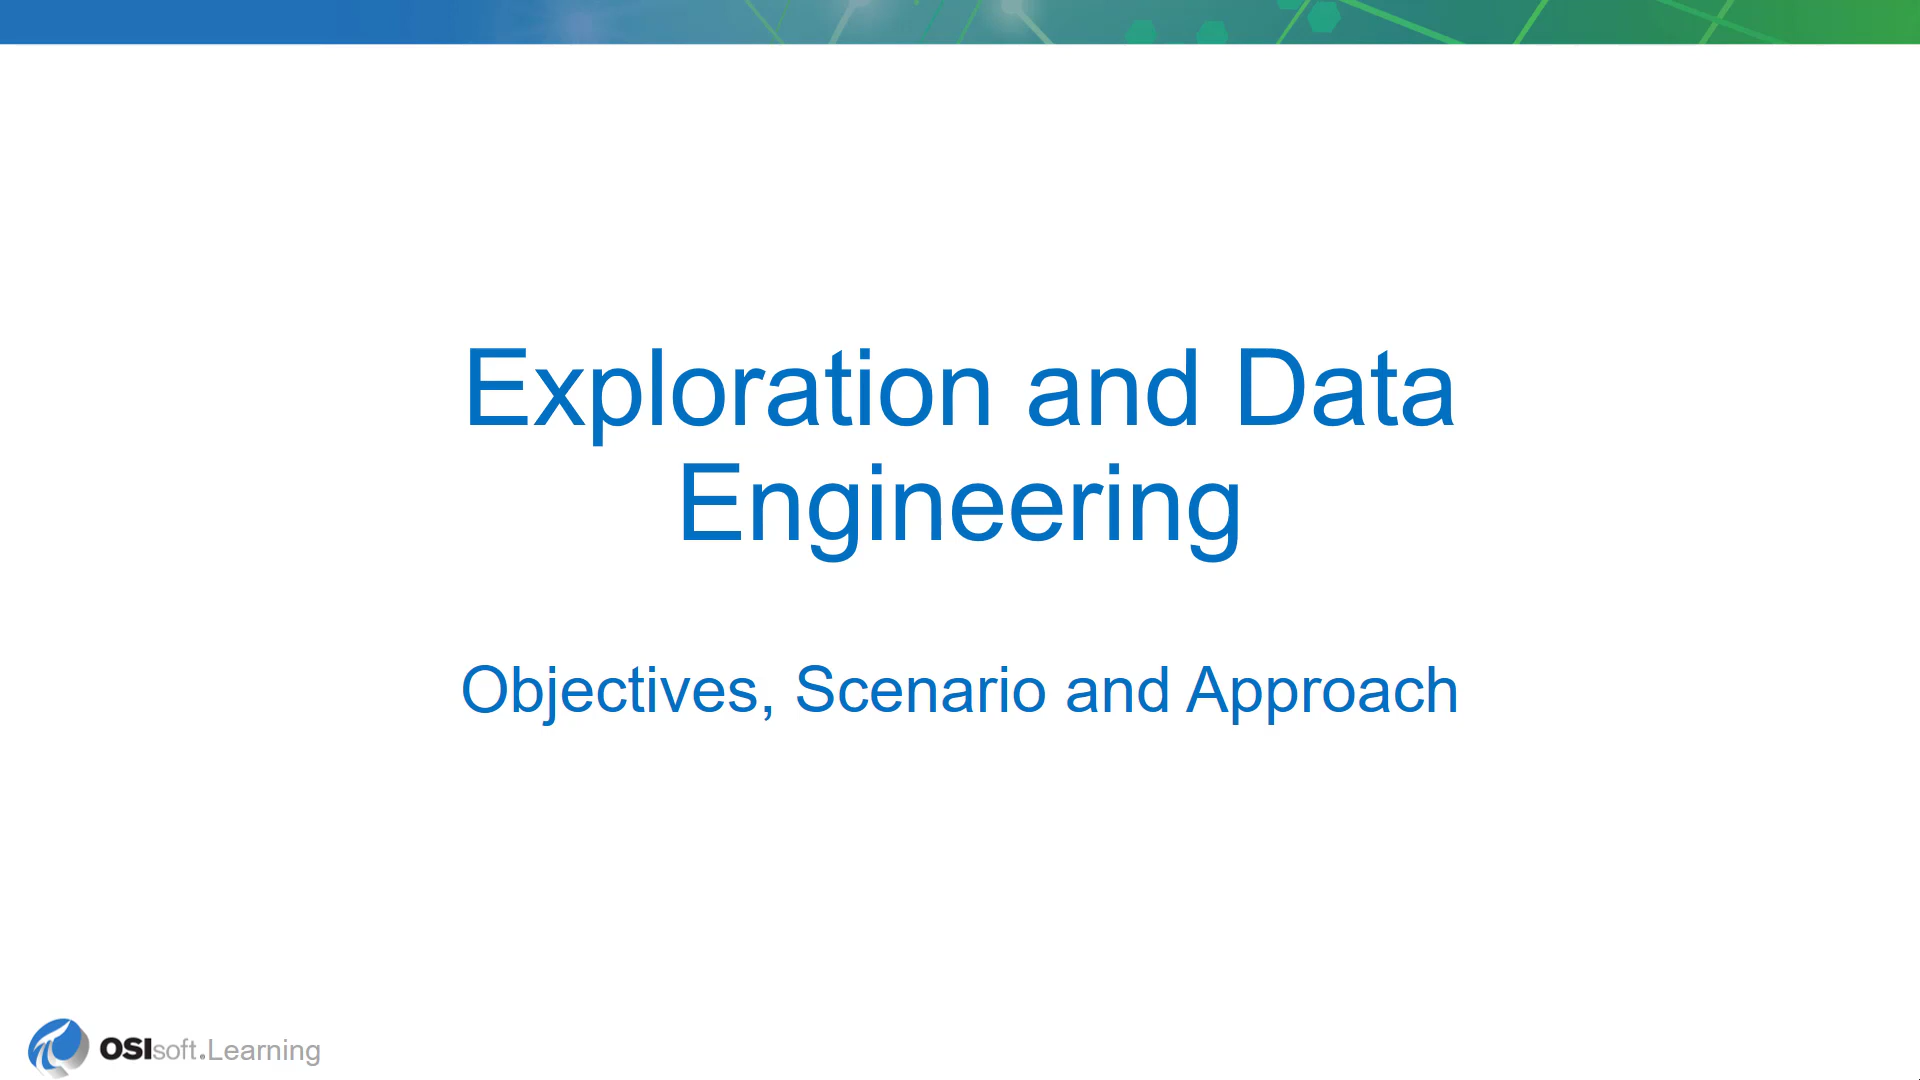 Exploration and Data
Engineering
Objectives, Scenario and Approach
OSIsoft.Learning